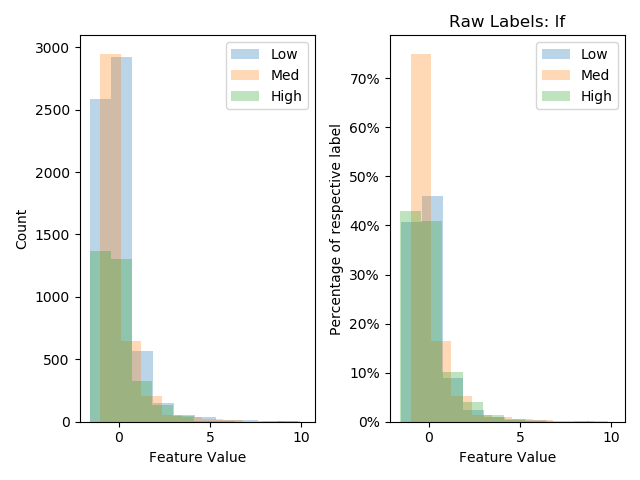 Raw Labels: lf
3000
2500
2000
1500
1000
500
0
Count
0
5
10
Feature Value
Low
Med
High
70%
60%
50%
40%
30%
20%
10%
0%
Percentage of respective label
0
5
10
Feature Value
Low
Med
High